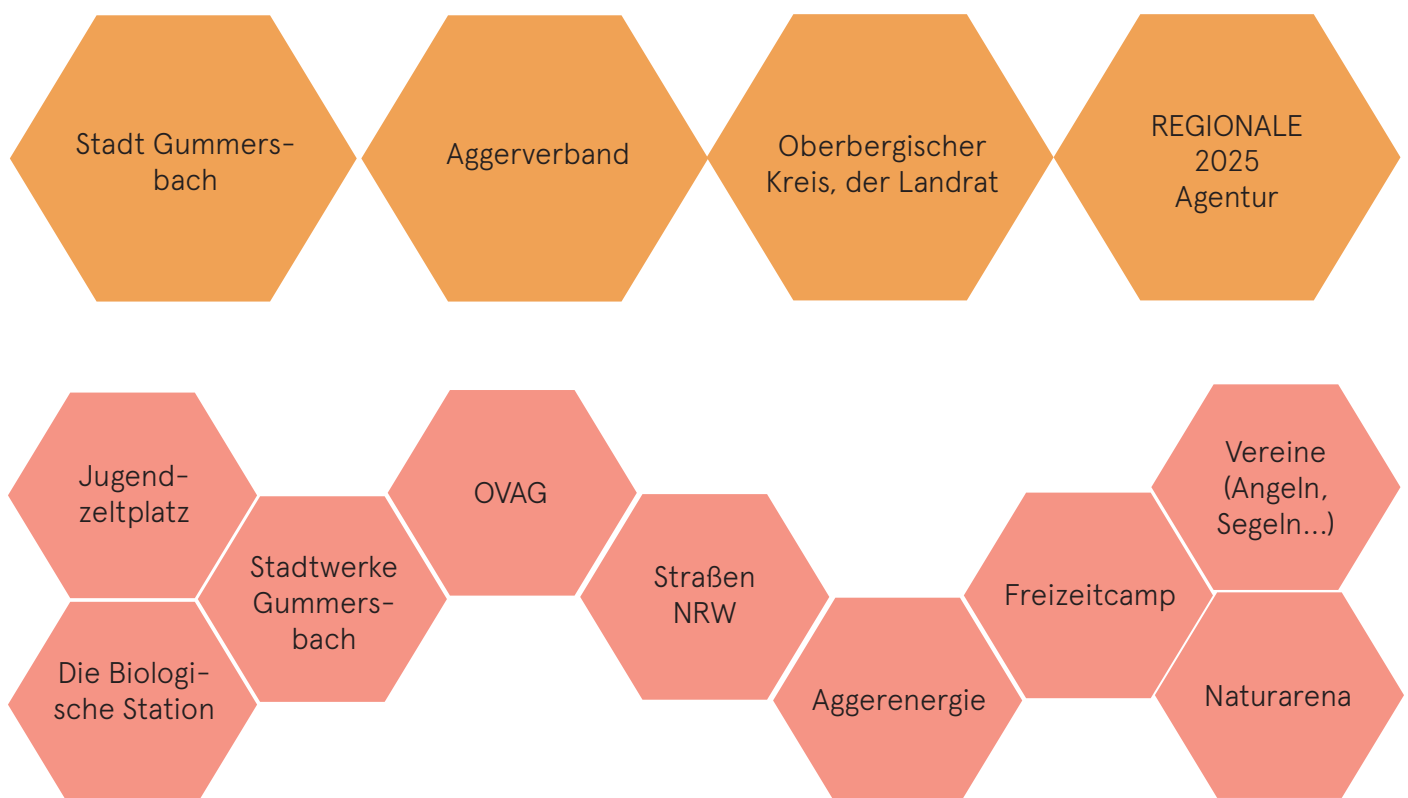 Stadt Gummers-
bach
Aggerverband
Oberbergischer
Kreis, der Landrat
REGIONALE
2025
Agentur
Jugend-
zeltplatz
Die Biologi-
sche Station
Stadtwerke
Gummers-
bach
OVAG
Straßen
NRW
Aggerenergie
Freizeitcamp
Vereine
(Angeln,
Segeln...)
Naturarena